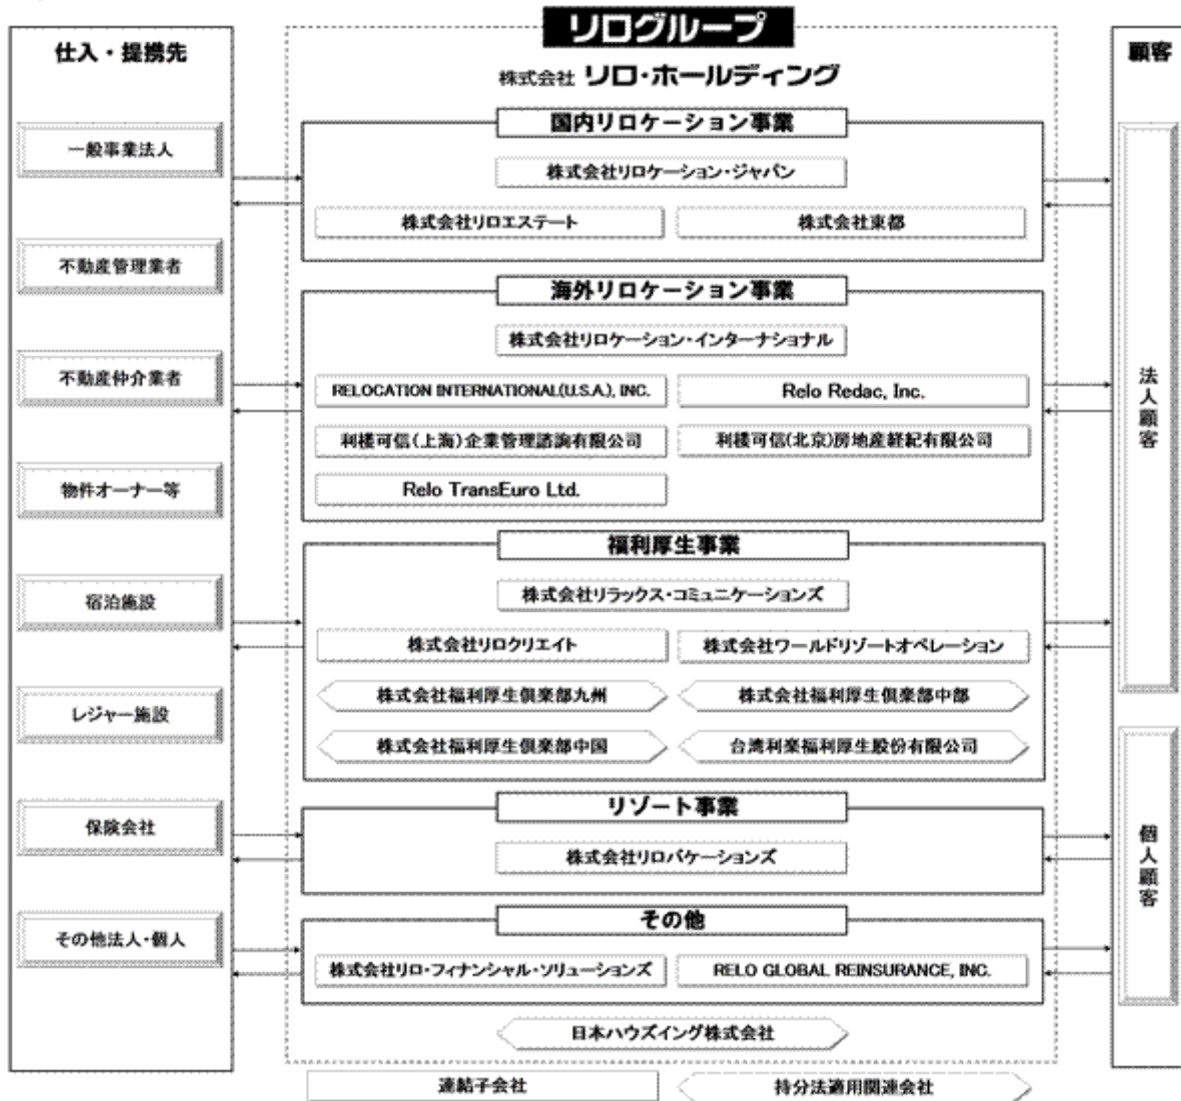 仕入・提携先
一般事業法人
不動産管理業者
不動産仲介業者
物件オーナー等
宿泊施設
レジャー施設
保険会社
その他法人・個人
リログループ
株式会社 リロ・ホールディング
国内リロケーション事業
株式会社リロケーション・ジャパン
株式会社リロエステート
株式会社東都
海外リロケーション事業
株式会社リロケーション・インターナショナル
RELOCATION INTERNATIONAL(U.S.A.), INC.
Relo Redac, Inc.
利楼可信(上海)企業管理諮詢有限公司
利楼可信(北京)房地産経紀有限公司
Relo TransEuro Ltd.
福利厚生事業
株式会社リラックス・コミュニケーションズ
株式会社リロクリエイト
株式会社ワールドリゾートオペレーション
株式会社福利厚生倶楽部九州
株式会社福利厚生倶楽部中部
株式会社福利厚生倶楽部中国
台湾利楽福利厚生股份有限公司
リゾート事業
株式会社リロバケーションズ
その他
株式会社リロ・フィナンシャル・ソリューションズ
RELO GLOBAL REINSURANCE, INC.
日本ハウズイング株式会社
連結子会社
持分法適用関連会社
顧客
法人顧客
個人顧客